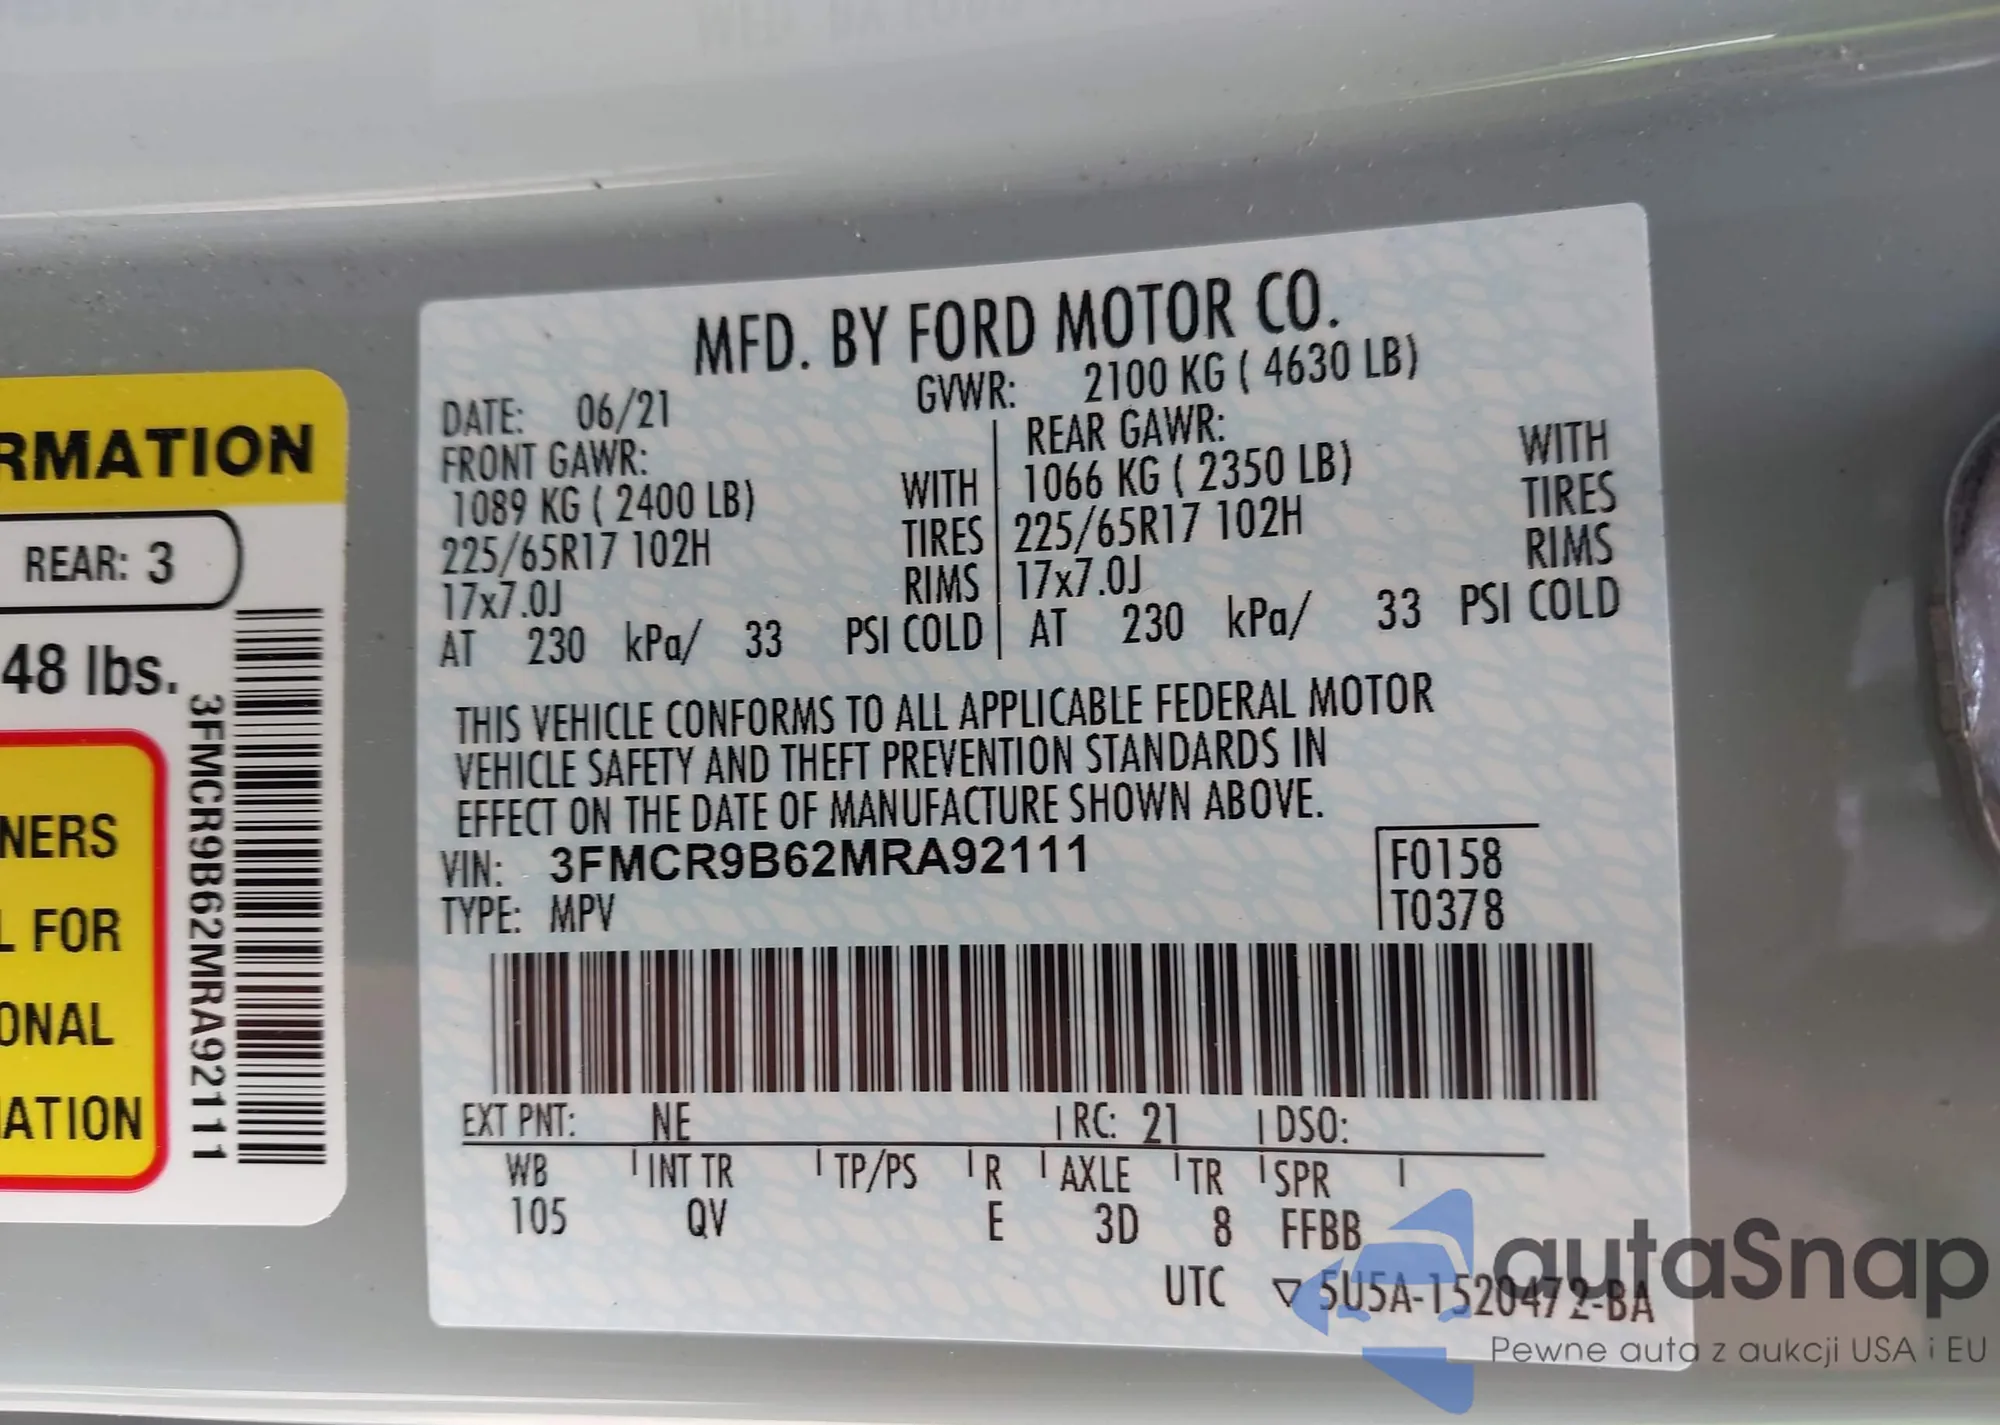 RMATION
REAR: 3
48 lbs.
NERS
L FOR
ONAL
ATION
3FMCR9B62MRA92111
MFD. BY FORD MOTOR CO.
DATE: 06/21 GVWR: 2100 KG ( 4630 LB)
FRONT GAWR: REAR GAWR:
1089 KG ( 2400 LB) WITH 1066 KG ( 2350 LB) WITH
225/65R17 102H TIRES 225/65R17 102H TIRES
17x7.0J RIMS 17x7.0J RIMS
AT 230 kPa/ 33 PSI COLD AT 230 kPa/ 33 PSI COLD
THIS VEHICLE CONFORMS TO ALL APPLICABLE FEDERAL MOTOR
VEHICLE SAFETY AND THEFT PREVENTION STANDARDS IN
EFFECT ON THE DATE OF MANUFACTURE SHOWN ABOVE.
VIN: 3FMCR9B62MRA92111 F0158
TYPE: MPV T0378
EXT PNT: NE RC: 21 DSO:
WB INT TR TP/PS R AXLE TR SPR
105 QV E 3D 8 FFBB
UTC ▽ 5U5A-1520472-BA
autaSnap
Pewne auta z aukcji USA i EU